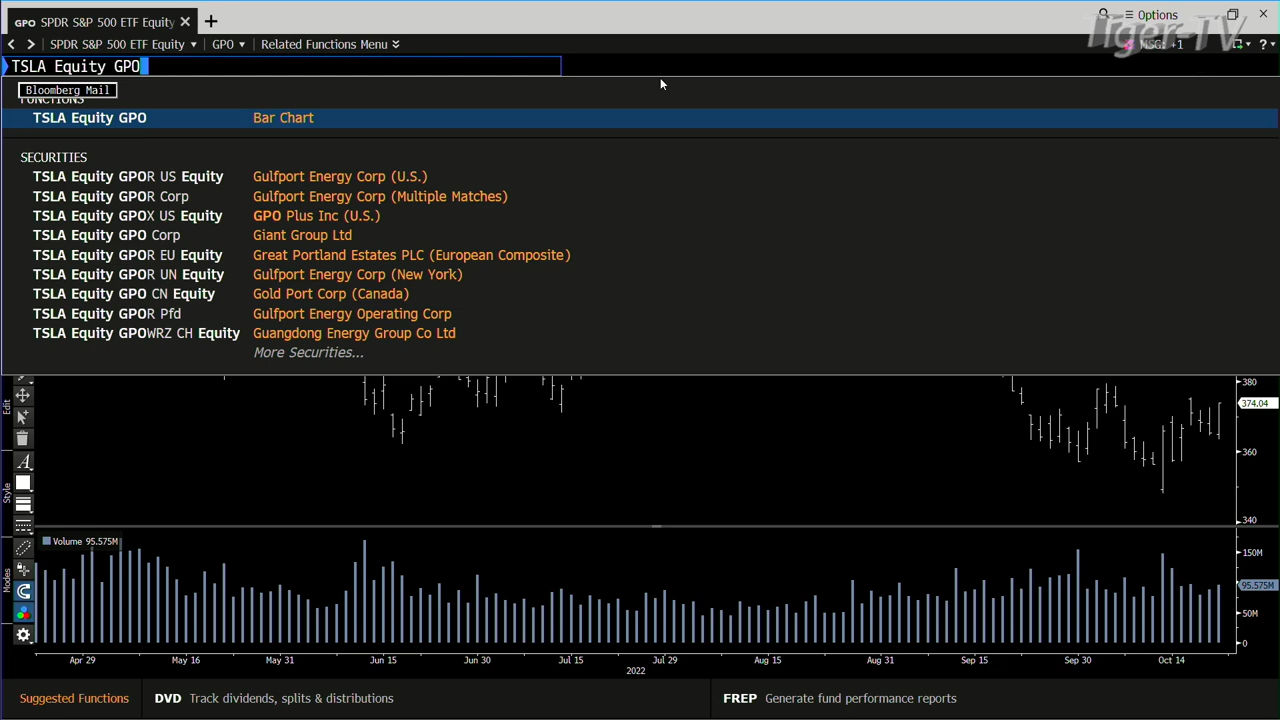 GPO SPDR S&P 500 ETF Equity
Options
SPDR S&P 500 ETF Equity GPO Related Functions Menu
Tiger-TV
MSG: +1
?
TSLA Equity GPO
Bloomberg Mail
FUNCTIONS
TSLA Equity GPO Bar Chart
SECURITIES
TSLA Equity GPOR US Equity Gulfport Energy Corp (U.S.)
TSLA Equity GPOR Corp Gulfport Energy Corp (Multiple Matches)
TSLA Equity GPOX US Equity GPO Plus Inc (U.S.)
TSLA Equity GPO Corp Giant Group Ltd
TSLA Equity GPOR EU Equity Great Portland Estates PLC (European Composite)
TSLA Equity GPOR UN Equity Gulfport Energy Corp (New York)
TSLA Equity GPO CN Equity Gold Port Corp (Canada)
TSLA Equity GPOR Pfd Gulfport Energy Operating Corp
TSLA Equity GPOWRZ CH Equity Guangdong Energy Group Co Ltd
More Securities...
Edit
Style
Modes
A
380
374.04
360
340
Volume 95.575M
150M
95.575M
50M
0
Apr 29 May 16 May 31 Jun 15 Jun 30 Jul 15 Jul 29 Aug 15 Aug 31 Sep 15 Sep 30 Oct 14
2022
Suggested Functions DVD Track dividends, splits & distributions FREP Generate fund performance reports